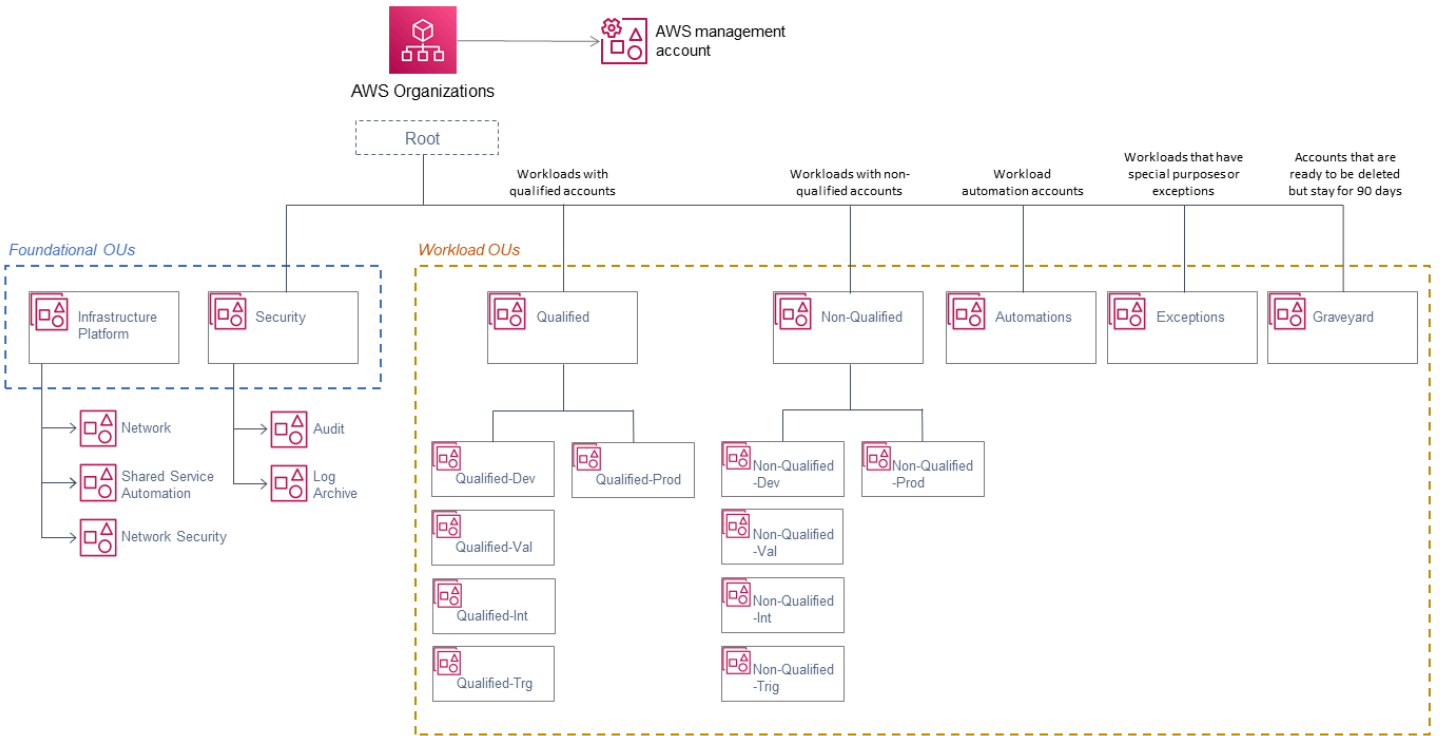 AWS management
account
AWS Organizations
Root
Workloads with
qualified accounts
Workloads with non-
qualified accounts
Workload
automation accounts
Workloads that have
special purposes or
exceptions
Accounts that are
ready to be deleted
but stay for 90 days
Foundational OUs
Workload OUs
Infrastructure
Platform
Security
Qualified
Non-Qualified
Automations
Exceptions
Graveyard
Network
Shared Service
Automation
Network Security
Audit
Log
Archive
Qualified-Dev
Qualified-Prod
Qualified-Val
Qualified-Int
Qualified-Trg
Non-Qualified
-Dev
Non-Qualified
-Prod
Non-Qualified
-Val
Non-Qualified
-Int
Non-Qualified
-Trig